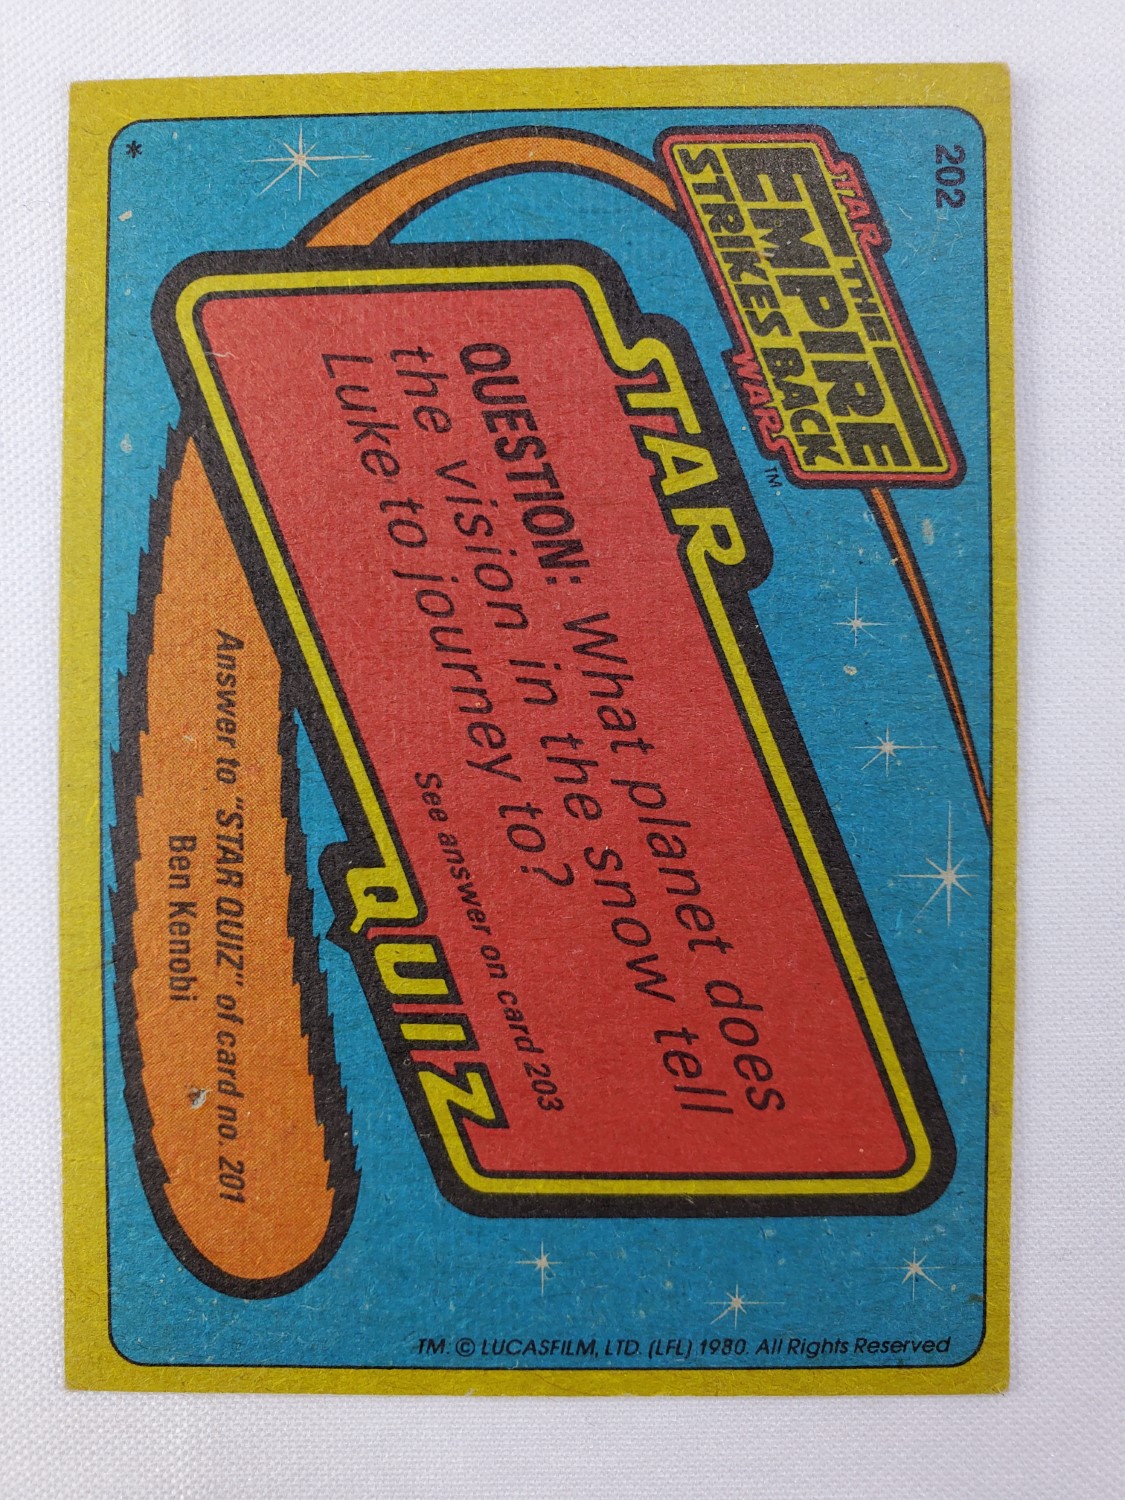 202
STAR
THE
EMPIRE
STRIKES BACK
WARS
TM
STAR
QUESTION: What planet does
the vision in the snow tell
Luke to journey to?
See answer on card 203
QUIZ
Answer to "STAR QUIZ" of card no. 201
Ben Kenobi
*
TM: © LUCASFILM, LTD. (LFL) 1980. All Rights Reserved